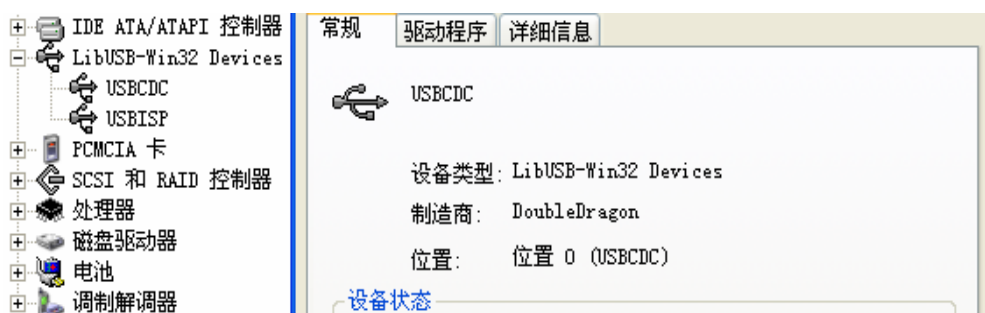 IDE ATA/ATAPI 控制器
LibUSB-Win32 Devices
USBCDC
USBISP
PCMCIA 卡
SCSI 和 RAID 控制器
处理器
磁盘驱动器
电池
调制解调器
常规 驱动程序 详细信息
USBCDC
设备类型: LibUSB-Win32 Devices
制造商: DoubleDragon
位置: 位置 0 (USBCDC)
设备状态